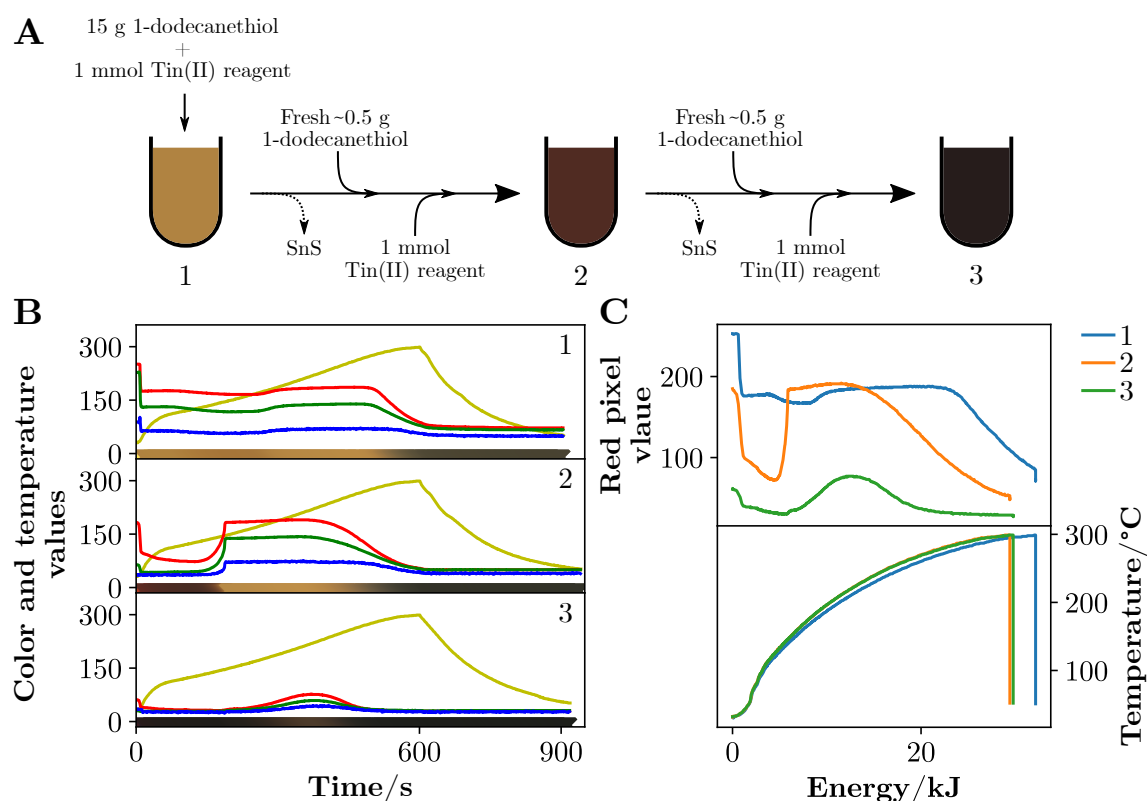 A
15 g 1-dodecanethiol
+
1 mmol Tin(II) reagent
Fresh ~0.5 g
1-dodecanethiol
SnS
1 mmol
Tin(II) reagent
Fresh ~0.5 g
1-dodecanethiol
SnS
1 mmol
Tin(II) reagent
1
2
3
B
Color and temperature
values
300
150
0
1
300
150
0
2
300
150
0
3
0
600
900
Time/s
C
Red pixel
vlaue
200
100
1
2
3
300
200
100
Temperature/°C
0
20
Energy/kJ